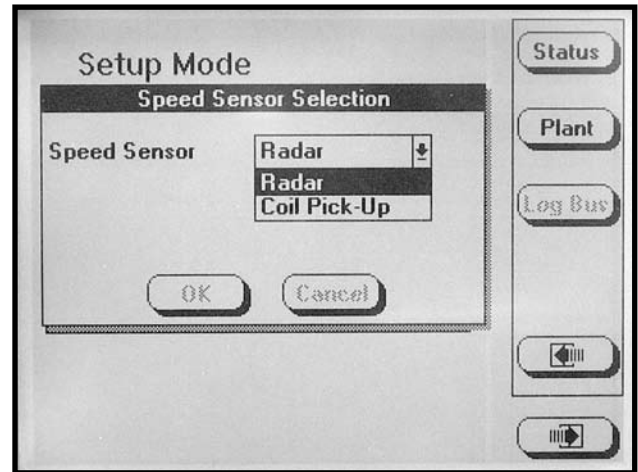 Setup Mode
Speed Sensor Selection
Speed Sensor
Radar
Radar
Coil Pick-Up
OK
Cancel
Status
Plant
Log Bus